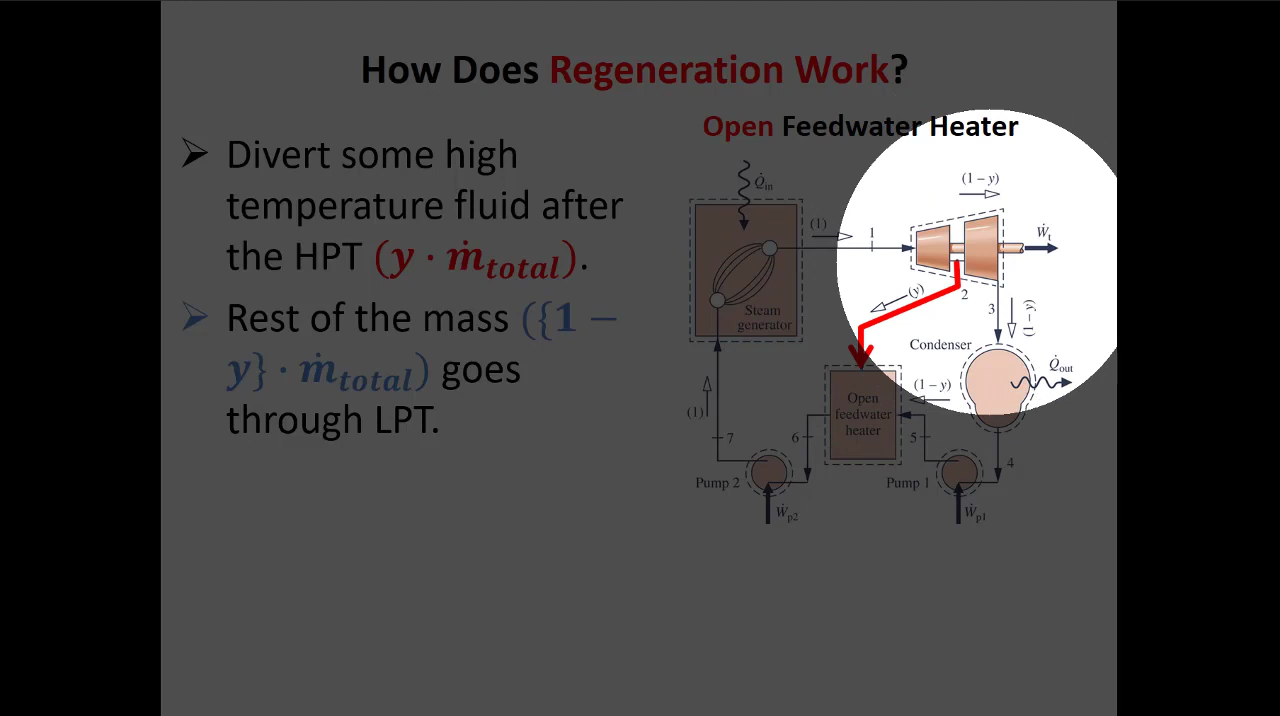 How Does Regeneration Work?
➢ Divert some high
temperature fluid after
the HPT (y · ṁtotal).
➢ Rest of the mass ({1 −
y} · ṁtotal) goes
through LPT.
Open Feedwater Heater
Q̇in
(1)
1
(1–y)
Ẇt
Steam
generator
(y)
2
3
(1–y)
Condenser
Q̇out
Open
feedwater
heater
(1–y)
(1)
7
6
5
4
Pump 2
Pump 1
Ẇp2
Ẇp1